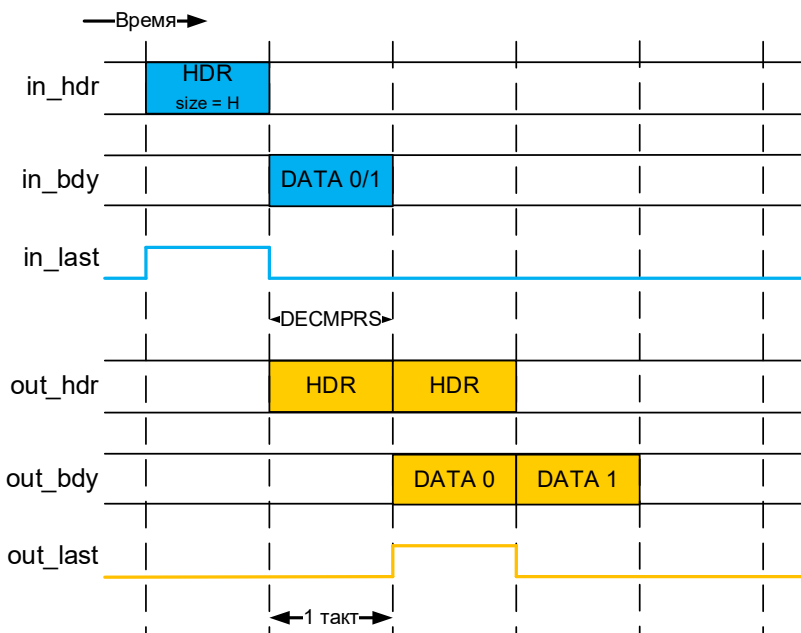 Время
in_hdr
HDR
size = H
in_bdy
DATA 0/1
in_last
DECMPRS
out_hdr
HDR
HDR
out_bdy
DATA 0
DATA 1
out_last
1 такт